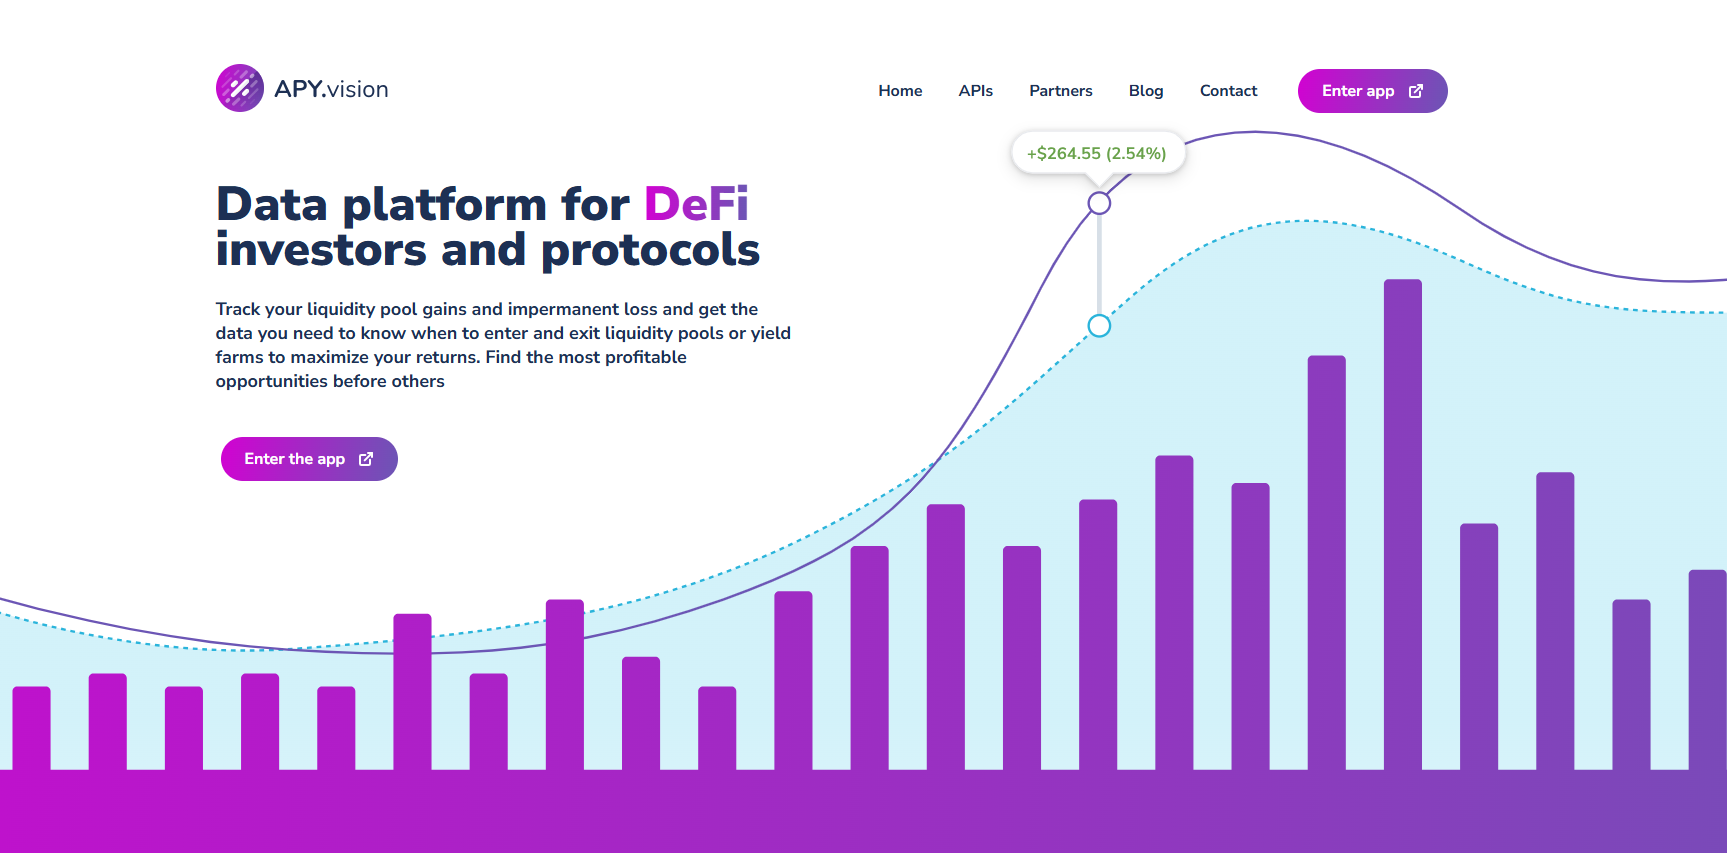 APY.vision
Home
APIs
Partners
Blog
Contact
Enter app
+$264.55 (2.54%)
Data platform for DeFi
investors and protocols
Track your liquidity pool gains and impermanent loss and get the
data you need to know when to enter and exit liquidity pools or yield
farms to maximize your returns. Find the most profitable
opportunities before others
Enter the app